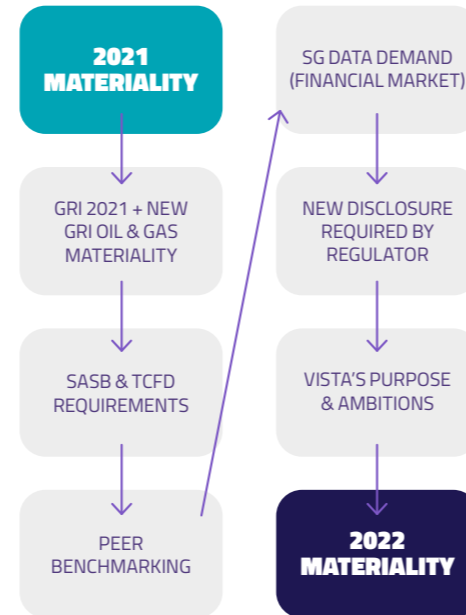 2021
MATERIALITY
GRI 2021 + NEW
GRI OIL & GAS
MATERIALITY
SASB & TCFD
REQUIREMENTS
PEER
BENCHMARKING
SG DATA DEMAND
(FINANCIAL MARKET)
NEW DISCLOSURE
REQUIRED BY
REGULATOR
VISTA'S PURPOSE
& AMBITIONS
2022
MATERIALITY